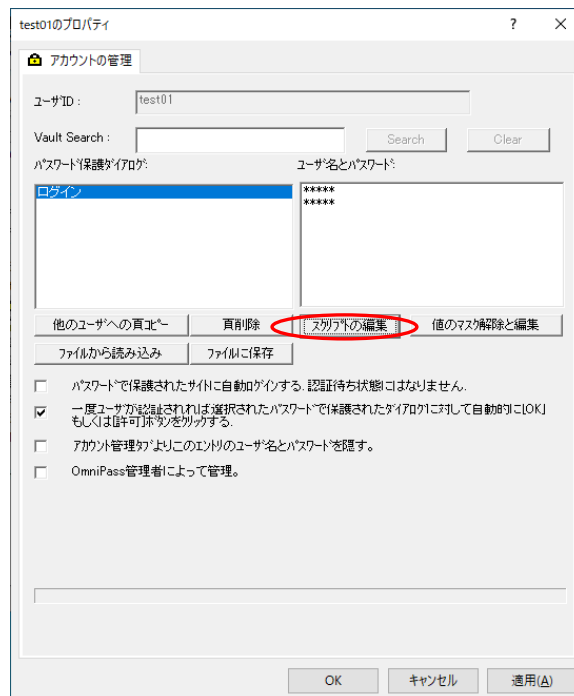 test01のプロパティ
アカウントの管理
ユーザID :
test01
Vault Search :
Search
Clear
パスワード保護ダイアログ:
ユーザ名とパスワード:
ログイン
*****
*****
他のユーザへの頁コピー
頁削除
スクリプトの編集
値のマスク解除と編集
ファイルから読み込み
ファイルに保存
パスワードで保護されたサイトに自動ログインする. 認証待ち状態にはなりません.
一度ユーザが認証されれば選択されたパスワードで保護されたダイアログに対して自動的に[OK]
もしくは[許可]ボタンをクリックする.
アカウント管理タブよりこのエントリのユーザ名とパスワードを隠す。
OmniPass管理者によって管理。
OK
キャンセル
適用(A)